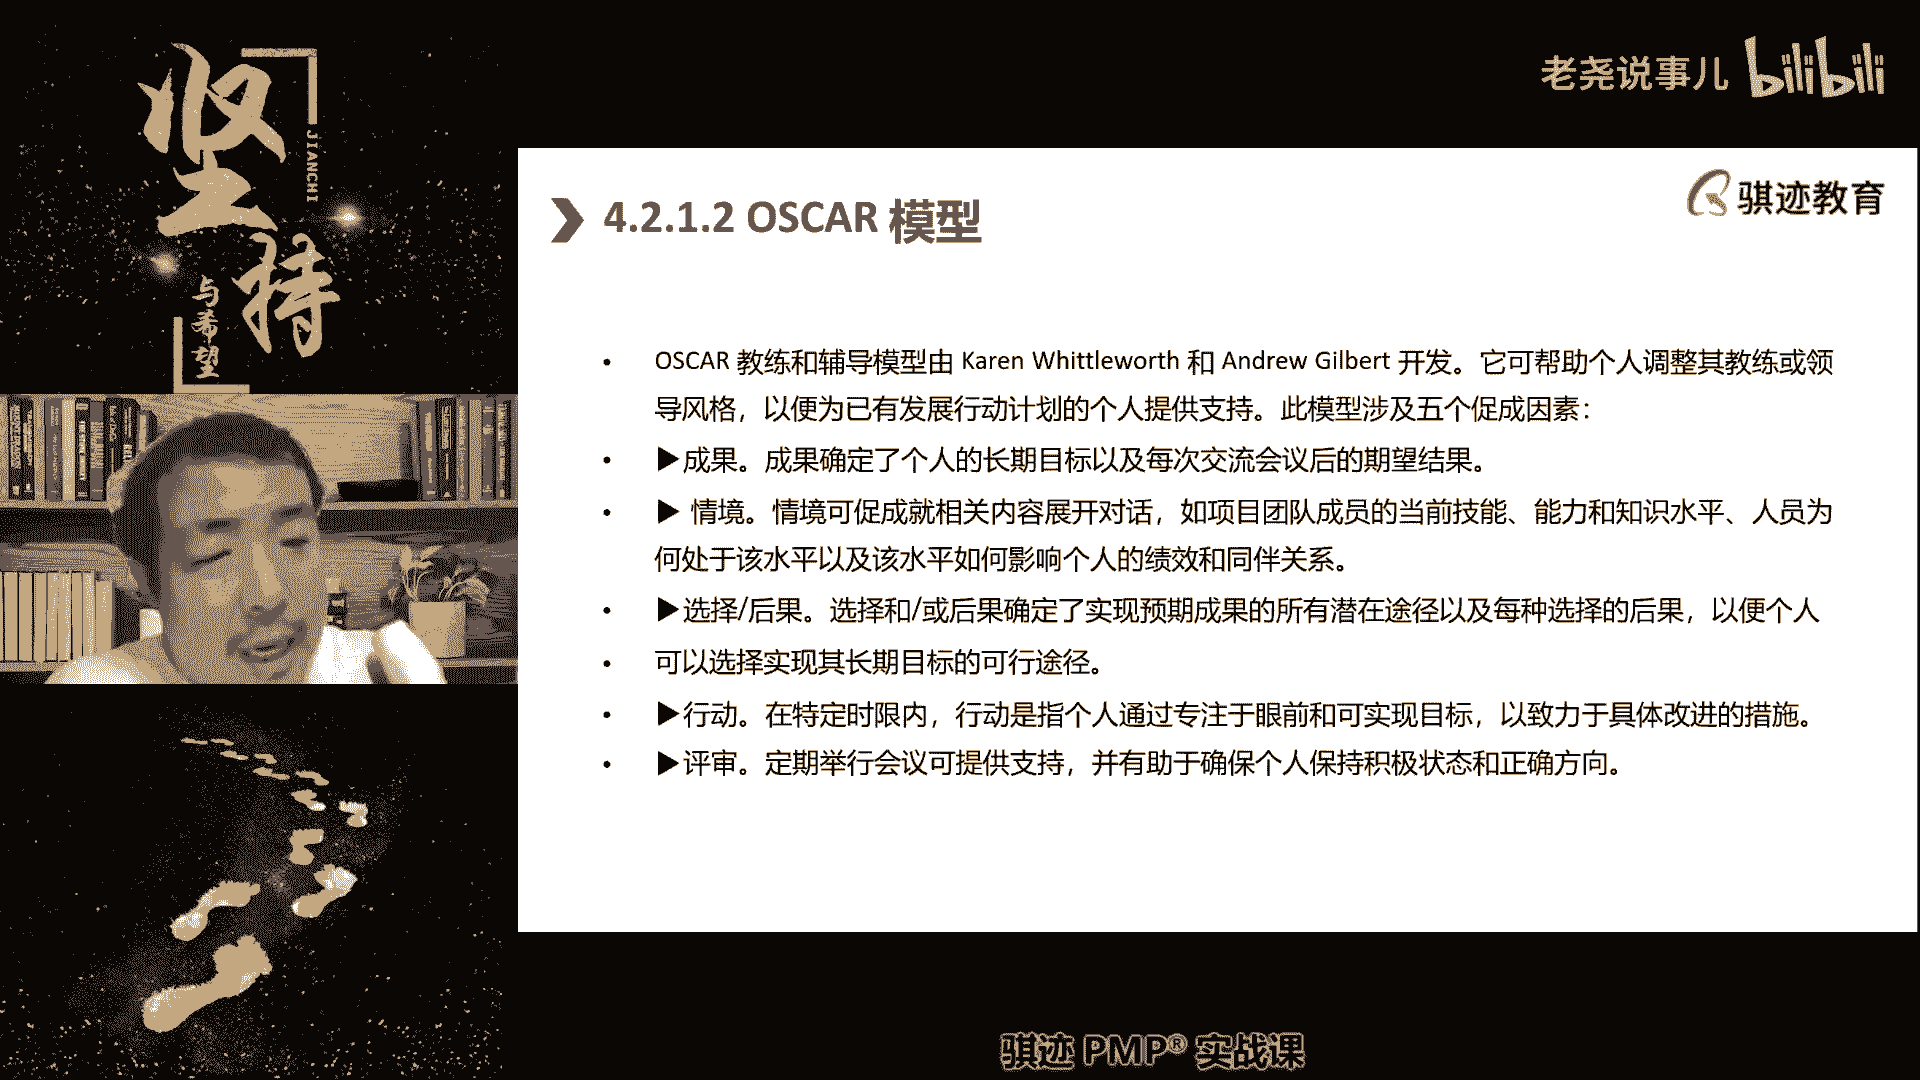 坚持
JIANCHI
与希望
老尧说事儿 bilibili
骐迹教育
4.2.1.2 OSCAR 模型
• OSCAR 教练和辅导模型由 Karen Whittleworth 和 Andrew Gilbert 开发。它可帮助个人调整其教练或领
导风格，以便为已有发展行动计划的个人提供支持。此模型涉及五个促成因素：
• ▶成果。成果确定了个人的长期目标以及每次交流会议后的期望结果。
• ▶ 情境。情境可促成就相关内容展开对话，如项目团队成员的当前技能、能力和知识水平、人员为
何处于该水平以及该水平如何影响个人的绩效和同伴关系。
• ▶选择/后果。选择和/或后果确定了实现预期成果的所有潜在途径以及每种选择的后果，以便个人
• 可以选择实现其长期目标的可行途径。
• ▶行动。在特定时限内，行动是指个人通过专注于眼前和可实现目标，以致力于具体改进的措施。
• ▶评审。定期举行会议可提供支持，并有助于确保个人保持积极状态和正确方向。
骐迹 PMP® 实战课